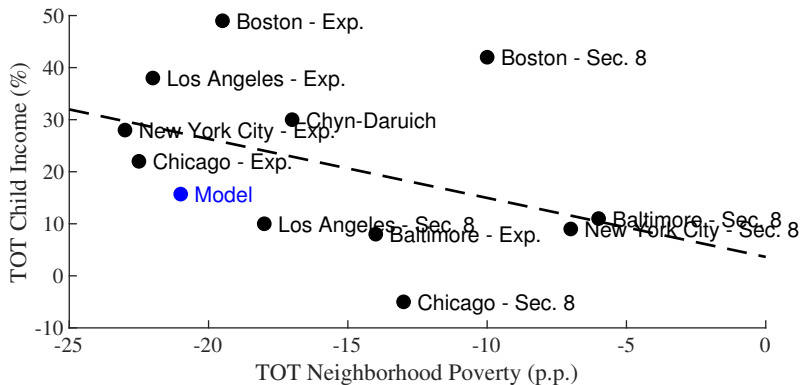 50
Boston - Exp.
Boston - Sec. 8
40
Los Angeles - Exp.
30
Chyn-Daruich
New York City - Exp.
Chicago - Exp.
20
Model
10
Los Angeles - Sec. 8
Baltimore - Sec. 8
New York City - Sec. 8
Baltimore - Exp.
0
Chicago - Sec. 8
-10
TOT Child Income (%)
-25 -20 -15 -10 -5 0
TOT Neighborhood Poverty (p.p.)